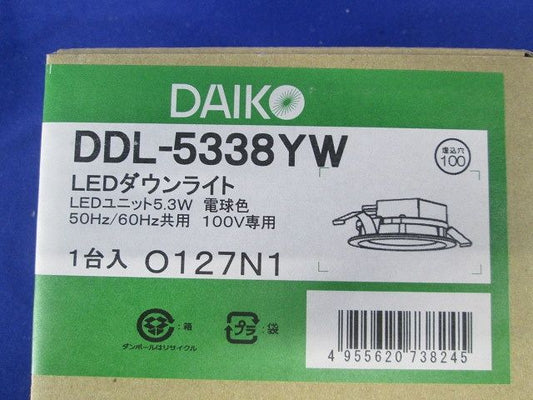 DAIKO
DDL-5338YW
埋込穴
100
LEDダウンライト
LEDユニット5.3W 電球色
50Hz/60Hz共用 100V専用
1台入 O127N1
:箱
ダンボールはリサイクル
プラ
:袋
4 955620 738245